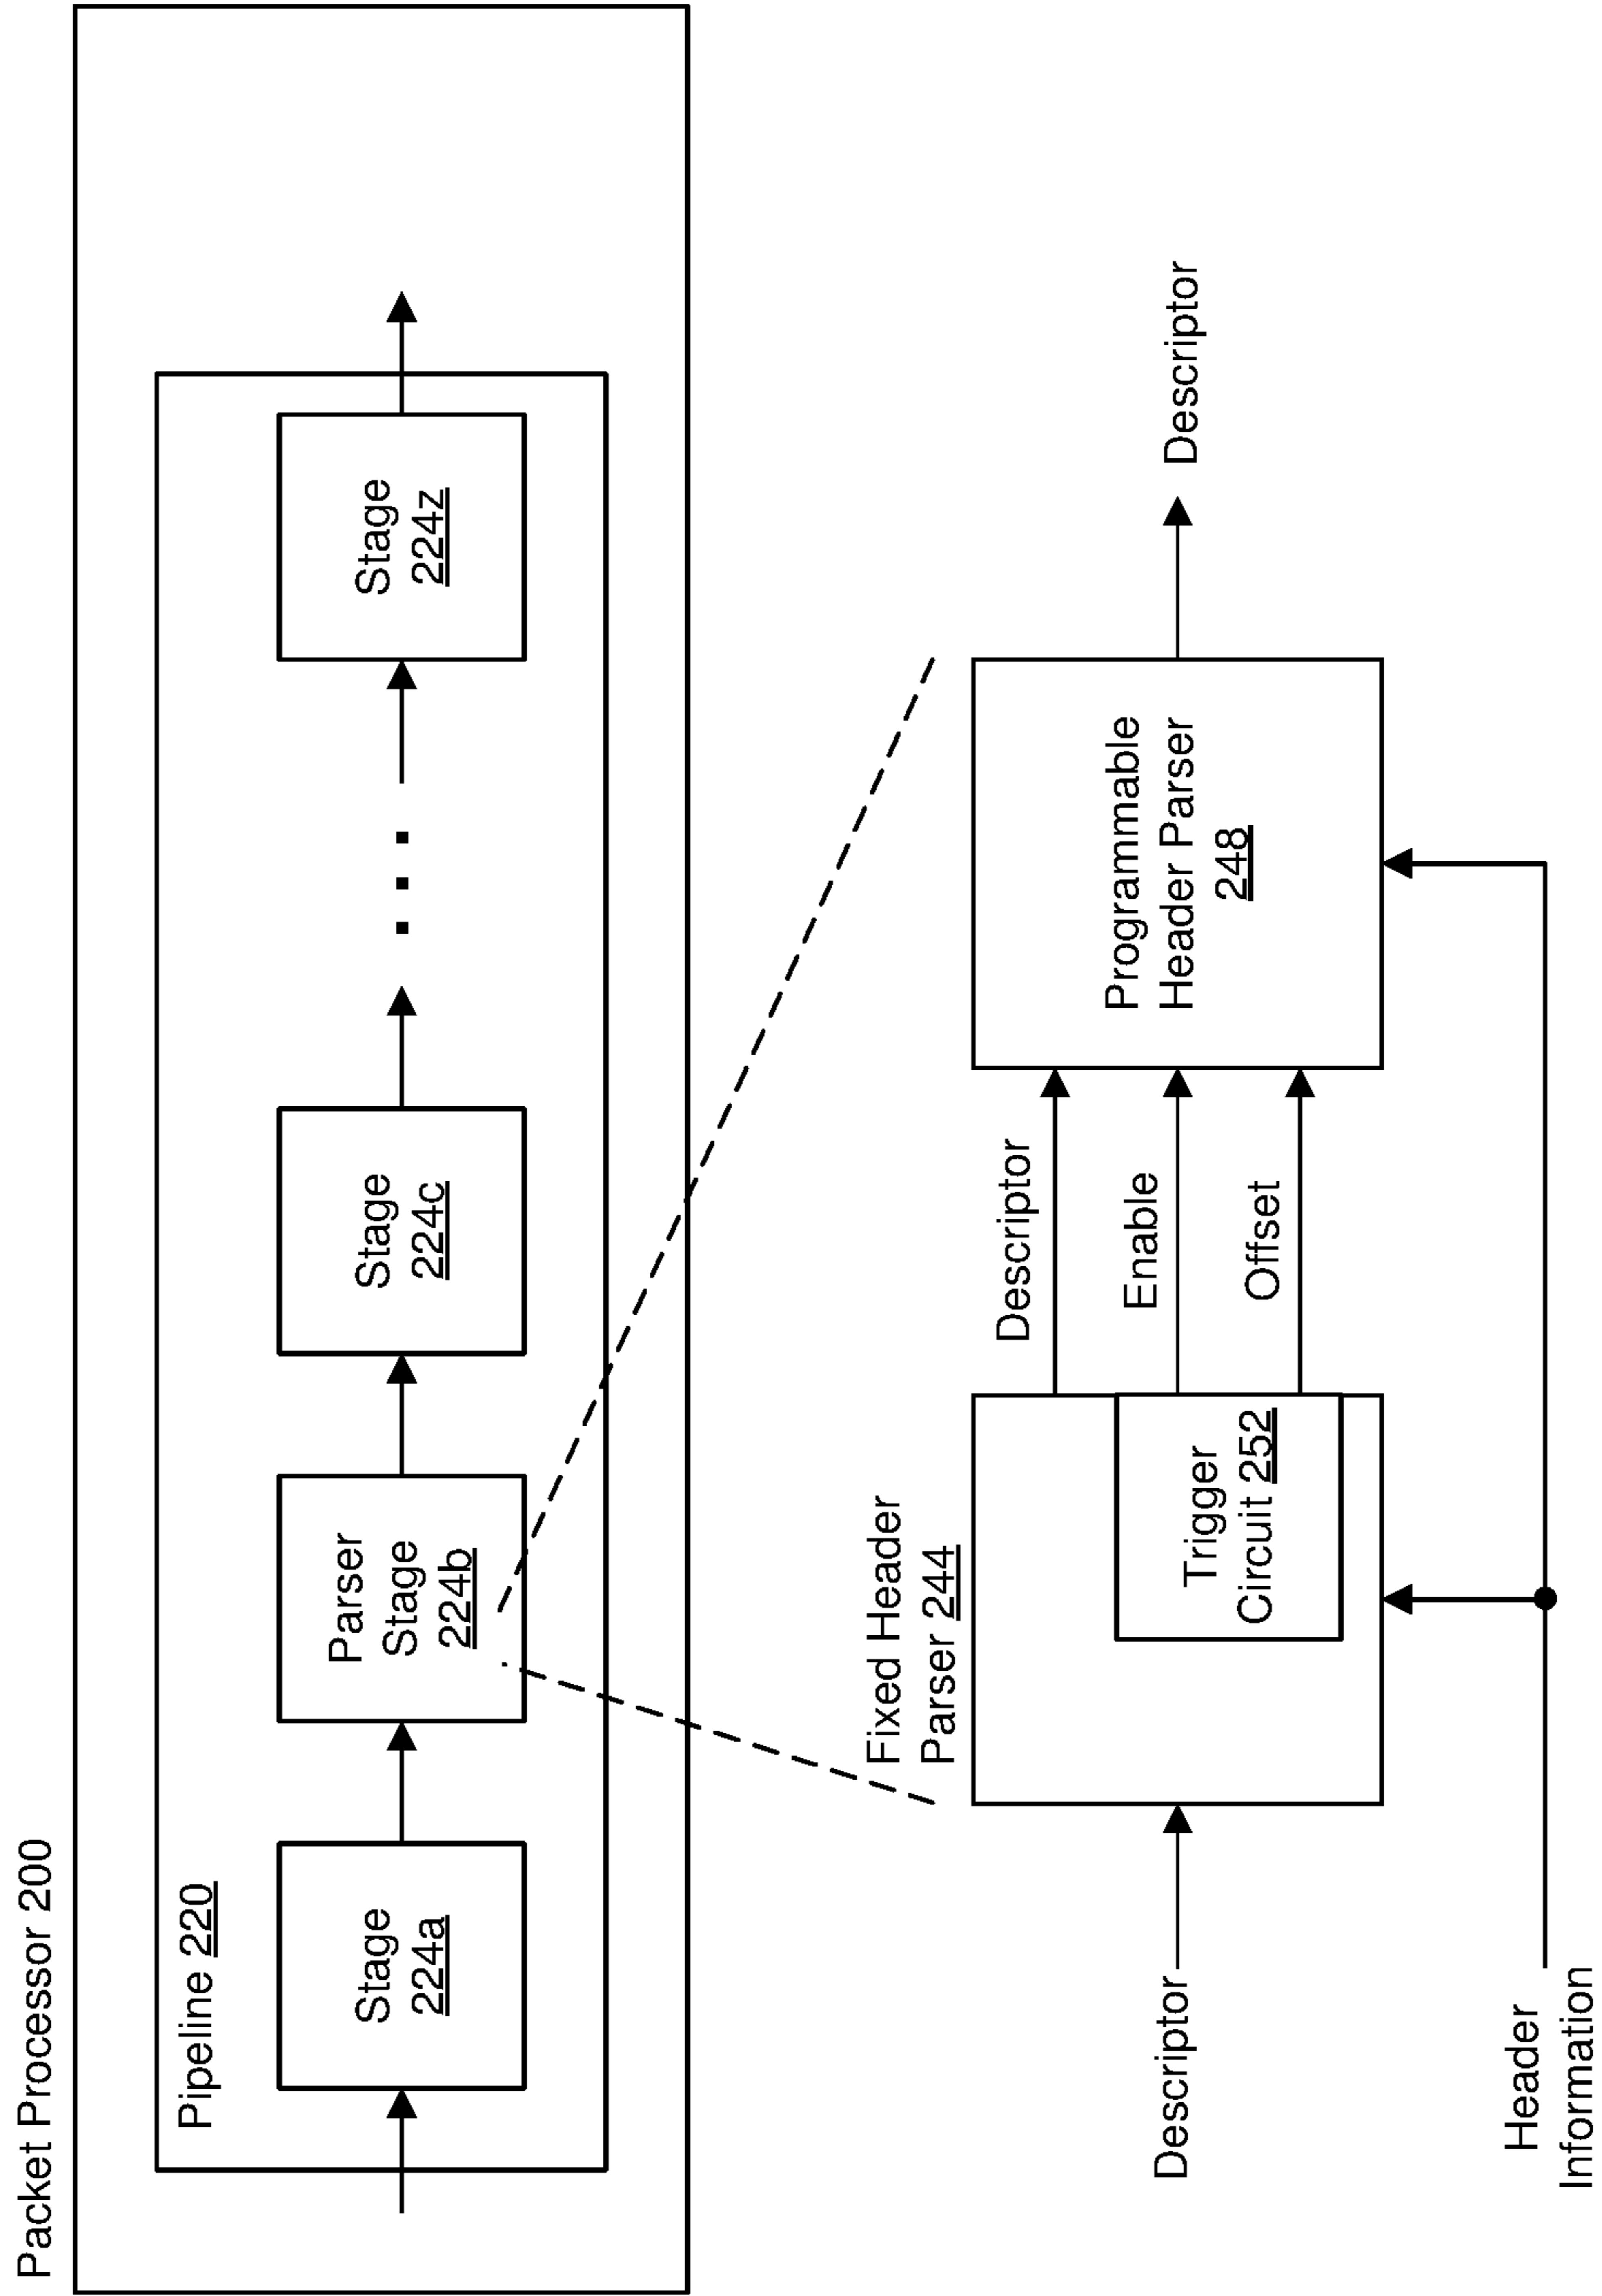 Packet Processor 200
Pipeline 220
Stage
224a
Parser
Stage
224b
Stage
224c
Stage
224z
Fixed Header
Parser 244
Descriptor
Trigger
Circuit 252
Descriptor
Enable
Offset
Programmable
Header Parser
248
Descriptor
Header
Information